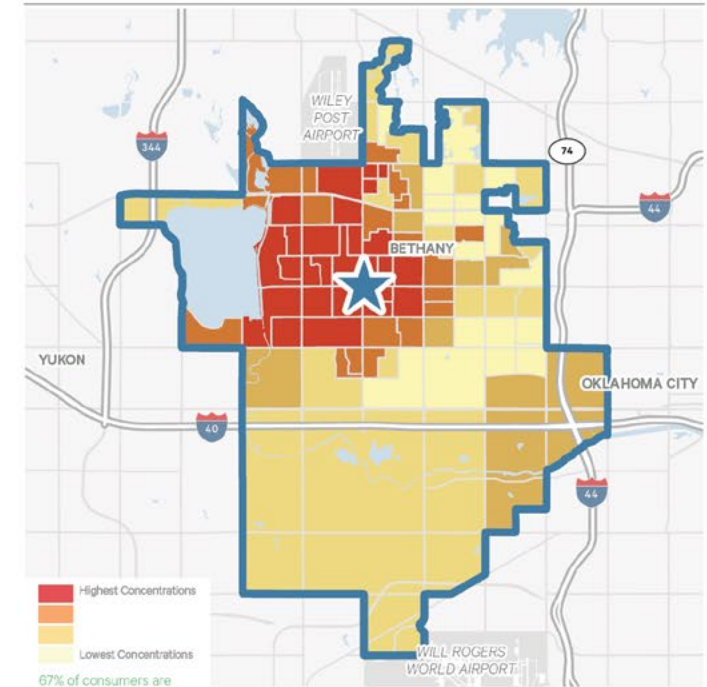 WILEY
POST
AIRPORT
344
74
44
BETHANY
YUKON
OKLAHOMA CITY
40
44
Highest Concentrations
Lowest Concentrations
67% of consumers are
WILL ROGERS
WORLD AIRPORT